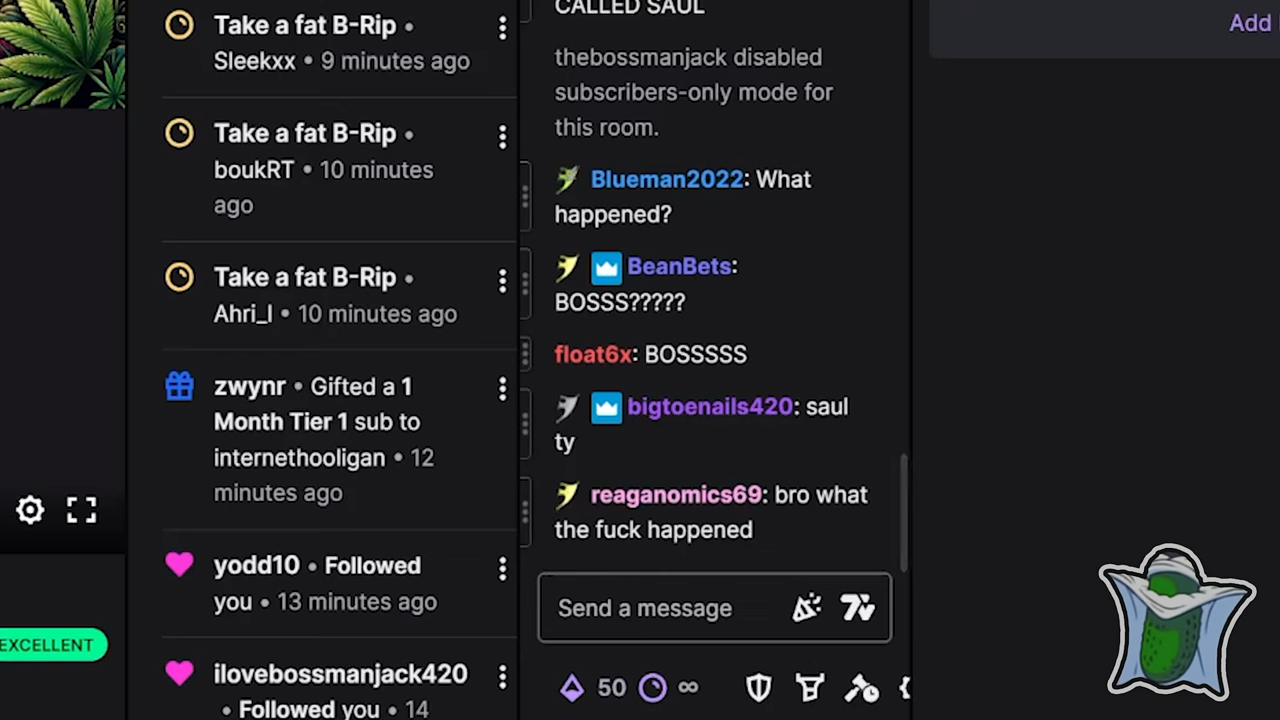 Take a fat B-Rip •
Sleekxx • 9 minutes ago
Take a fat B-Rip •
boukRT • 10 minutes
ago
Take a fat B-Rip •
Ahri_l • 10 minutes ago
zwynr • Gifted a 1
Month Tier 1 sub to
internethooligan • 12
minutes ago
yodd10 • Followed
you • 13 minutes ago
ilovebossmanjack420
• Followed you • 14
EXCELLENT
CALLED SAUL
thebossmanjack disabled
subscribers-only mode for
this room.
Blueman2022: What
happened?
BeanBets:
BOSSS?????
float6x: BOSSSSS
bigtoenails420: saul
ty
reaganomics69: bro what
the fuck happened
Send a message
50 ∞
Add